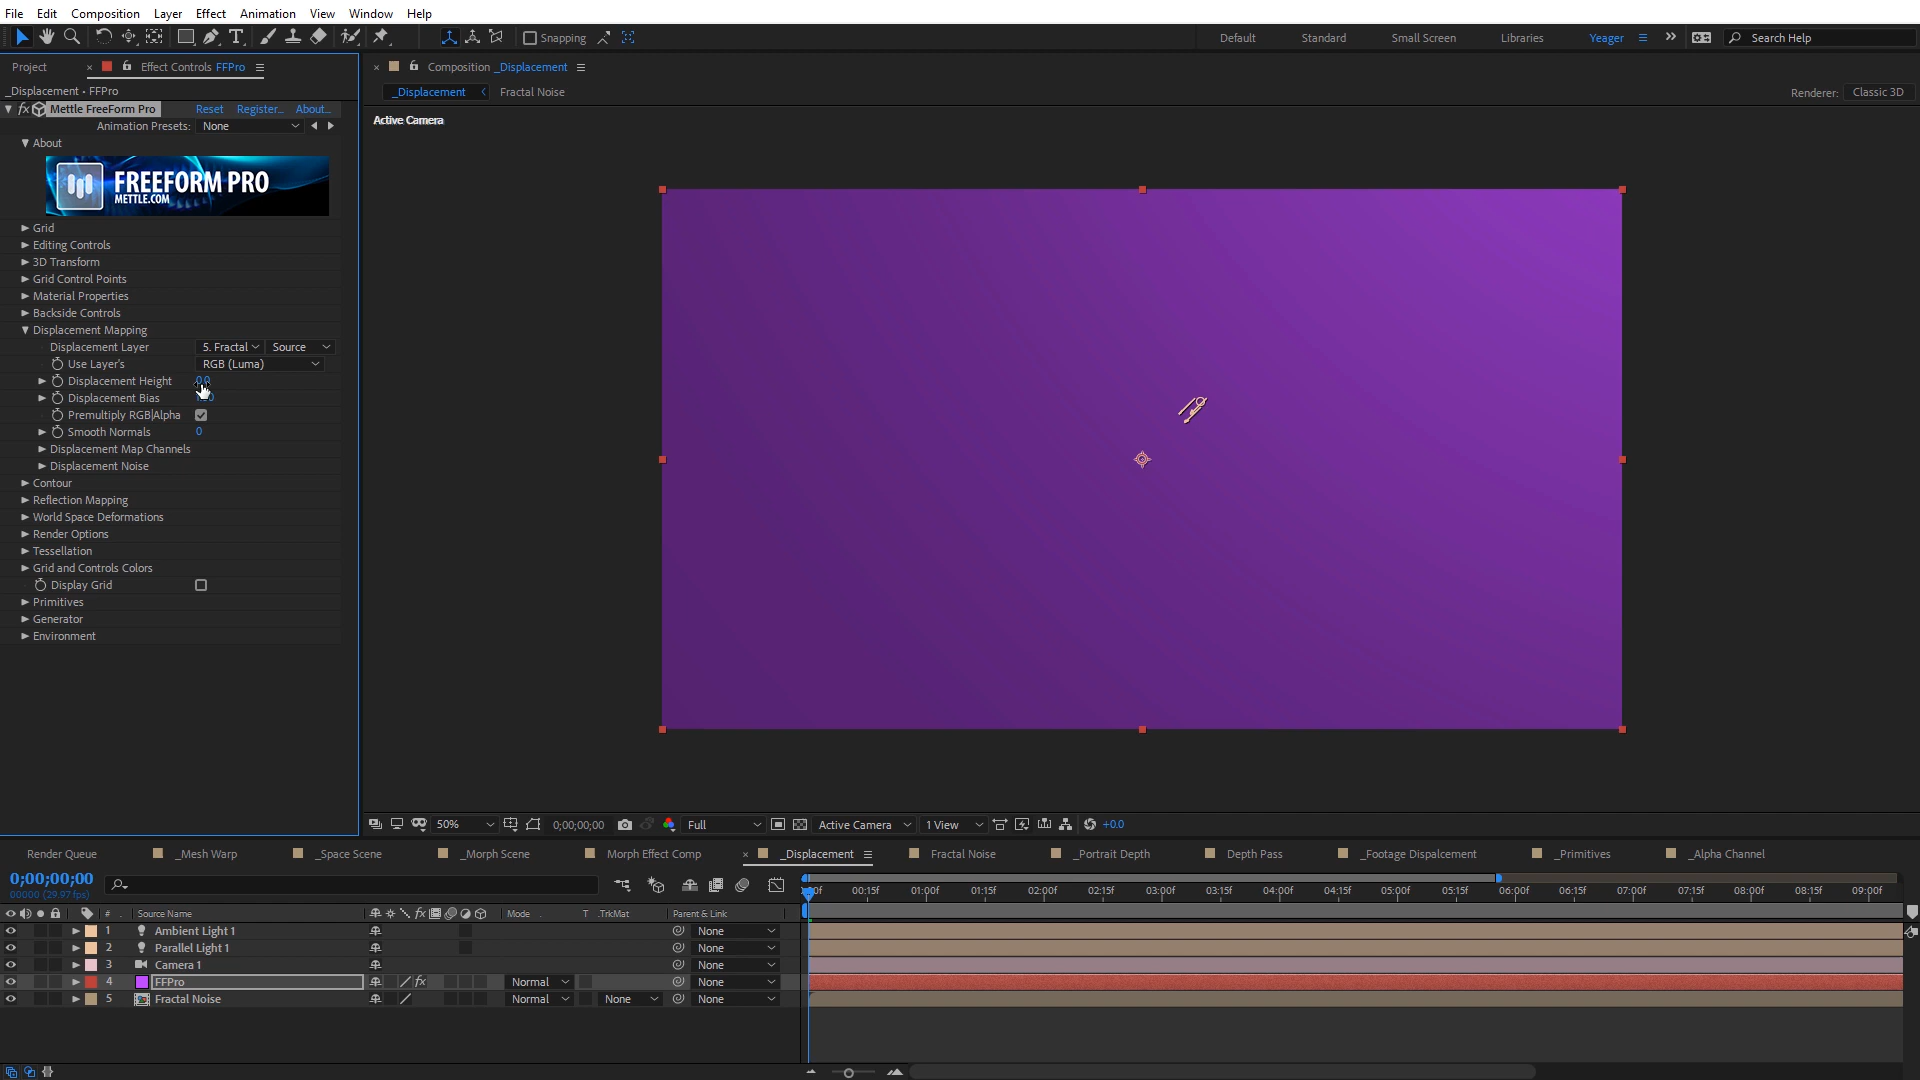 File Edit Composition Layer Effect Animation View Window Help
Snapping Default Standard Small Screen Libraries Yeager Search Help
Project Effect Controls FFPro
Composition _Displacement
_Displacement • FFPro
_Displacement Fractal Noise Renderer: Classic 3D
fx Mettle FreeForm Pro Reset Register... About...
Animation Presets: None
Active Camera
About
FREEFORM PRO
METTLE.COM
Grid
Editing Controls
3D Transform
Grid Control Points
Material Properties
Backside Controls
Displacement Mapping
Displacement Layer 5. Fractal Source
Use Layer's RGB (Luma)
Displacement Height
Displacement Bias
Premultiply RGB|Alpha
Smooth Normals 0
Displacement Map Channels
Displacement Noise
Contour
Reflection Mapping
World Space Deformations
Render Options
Tessellation
Grid and Controls Colors
Display Grid
Primitives
Generator
Environment
50% 0;00;00;00 Full Active Camera 1 View +0.0
Render Queue _Mesh Warp _Space Scene _Morph Scene Morph Effect Comp _Displacement Fractal Noise _Portrait Depth Depth Pass _Footage Dispalcement _Primitives _Alpha Channel
0;00;00;00
00000 (29.97 fps)
00:15f 01:00f 01:15f 02:00f 02:15f 03:00f 03:15f 04:00f 04:15f 05:00f 05:15f 06:00f 06:15f 07:00f 07:15f 08:00f 08:15f 09:00f
# Source Name fx Mode T .TrkMat Parent & Link
1 Ambient Light 1 None
2 Parallel Light 1 None
3 Camera 1 None
4 FFPro fx Normal None
5 Fractal Noise Normal None None